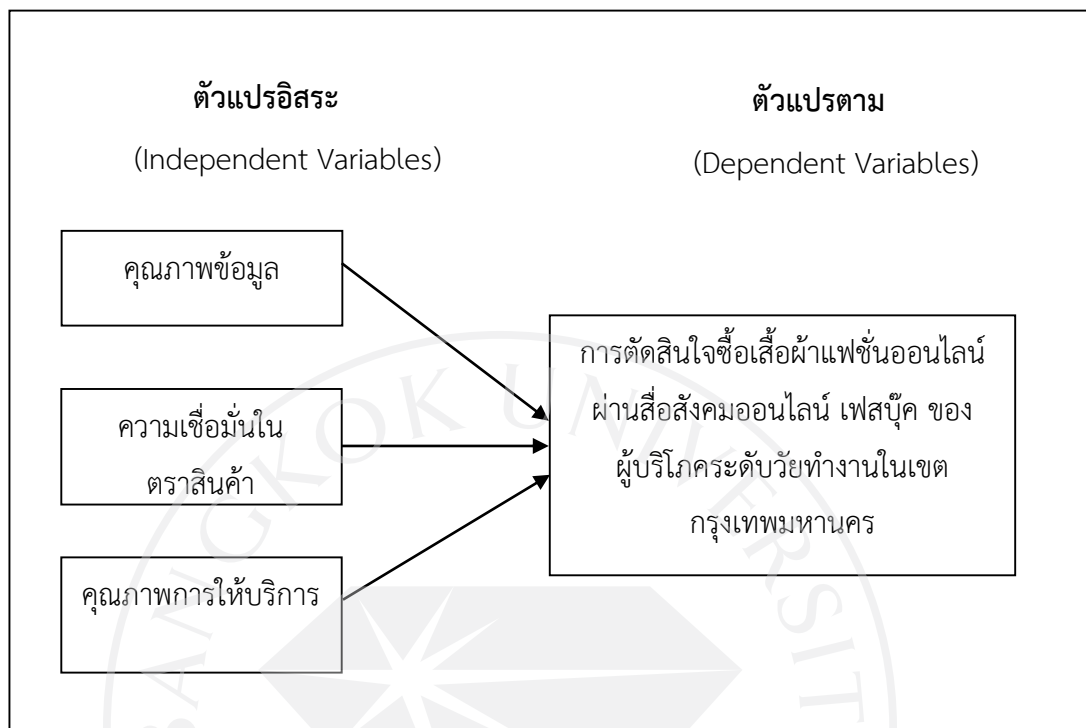 ตัวแปรอิสระ
(Independent Variables)
ตัวแปรตาม
(Dependent Variables)
คุณภาพข้อมูล
ความเชื่อมั่นใน
ตราสินค้า
คุณภาพการให้บริการ
การตัดสินใจซื้อเสื้อผ้าแฟชั่นออนไลน์
ผ่านสื่อสังคมออนไลน์ เฟสบุ๊ค ของ
ผู้บริโภคระดับวัยทำงานในเขต
กรุงเทพมหานคร
BANGKOK UNIVERSIT